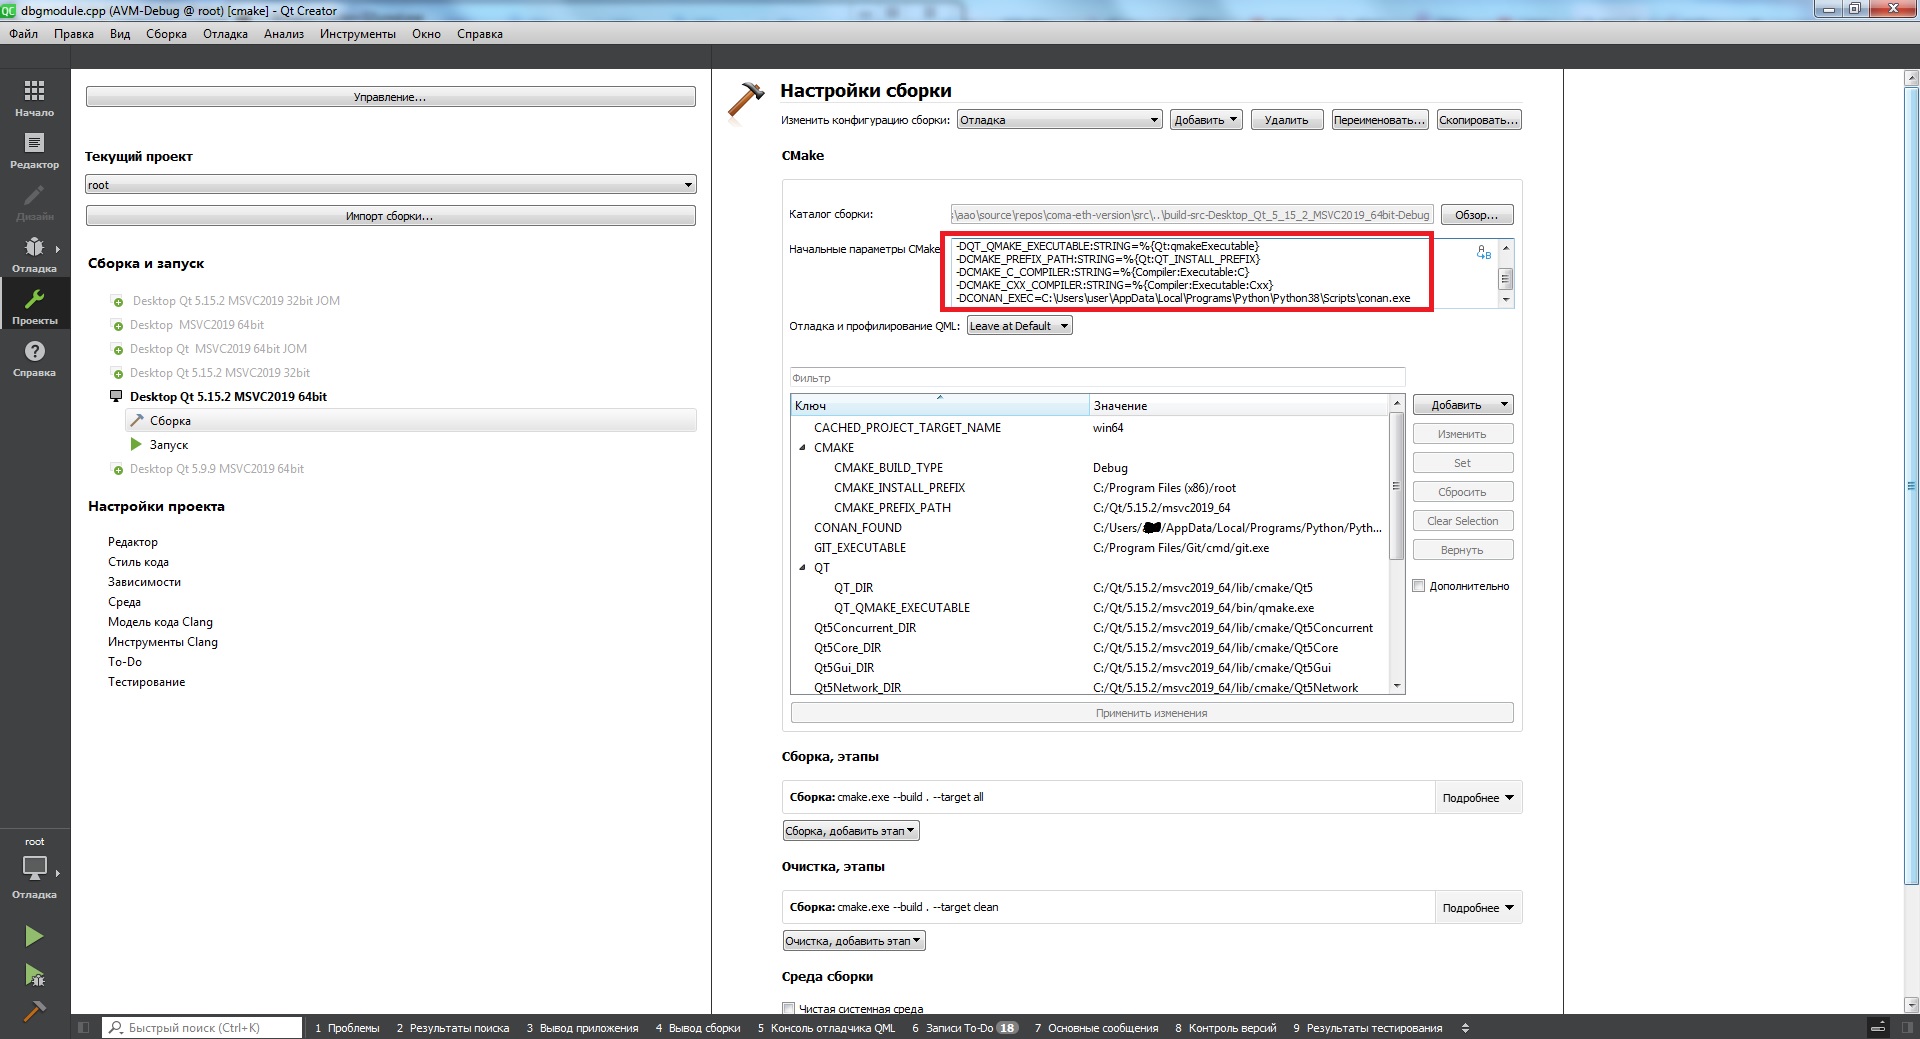 dbgmodule.cpp (AVM-Debug @ root) [cmake] - Qt Creator
Файл Правка Вид Сборка Отладка Анализ Инструменты Окно Справка
Начало
Редактор
Дизайн
Отладка
Проекты
Справка
root
Отладка
Управление...
Текущий проект
root
Импорт сборки...
Сборка и запуск
Desktop Qt 5.15.2 MSVC2019 32bit JOM
Desktop MSVC2019 64bit
Desktop Qt MSVC2019 64bit JOM
Desktop Qt 5.15.2 MSVC2019 32bit
Desktop Qt 5.15.2 MSVC2019 64bit
Сборка
Запуск
Desktop Qt 5.9.9 MSVC2019 64bit
Настройки проекта
Редактор
Стиль кода
Зависимости
Среда
Модель кода Clang
Инструменты Clang
To-Do
Тестирование
Настройки сборки
Изменить конфигурацию сборки: Отладка Добавить Удалить Переименовать... Скопировать...
CMake
Каталог сборки: \aao\source\repos\coma-eth-version\src\..\build-src-Desktop_Qt_5_15_2_MSVC2019_64bit-Debug Обзор...
Начальные параметры CMake
-DQT_QMAKE_EXECUTABLE:STRING=%{Qt:qmakeExecutable}
-DCMAKE_PREFIX_PATH:STRING=%{Qt:QT_INSTALL_PREFIX}
-DCMAKE_C_COMPILER:STRING=%{Compiler:Executable:C}
-DCMAKE_CXX_COMPILER:STRING=%{Compiler:Executable:Cxx}
-DCONAN_EXEC=C:\Users\user\AppData\Local\Programs\Python\Python38\Scripts\conan.exe
Отладка и профилирование QML: Leave at Default
Фильтр
Ключ Значение
CACHED_PROJECT_TARGET_NAME win64
CMAKE
CMAKE_BUILD_TYPE Debug
CMAKE_INSTALL_PREFIX C:/Program Files (x86)/root
CMAKE_PREFIX_PATH C:/Qt/5.15.2/msvc2019_64
CONAN_FOUND C:/Users/ /AppData/Local/Programs/Python/Pyth...
GIT_EXECUTABLE C:/Program Files/Git/cmd/git.exe
QT
QT_DIR C:/Qt/5.15.2/msvc2019_64/lib/cmake/Qt5
QT_QMAKE_EXECUTABLE C:/Qt/5.15.2/msvc2019_64/bin/qmake.exe
Qt5Concurrent_DIR C:/Qt/5.15.2/msvc2019_64/lib/cmake/Qt5Concurrent
Qt5Core_DIR C:/Qt/5.15.2/msvc2019_64/lib/cmake/Qt5Core
Qt5Gui_DIR C:/Qt/5.15.2/msvc2019_64/lib/cmake/Qt5Gui
Qt5Network_DIR C:/Qt/5.15.2/msvc2019_64/lib/cmake/Qt5Network
Добавить
Изменить
Set
Сбросить
Clear Selection
Вернуть
Дополнительно
Применить изменения
Сборка, этапы
Сборка: cmake.exe --build . --target all Подробнее
Сборка, добавить этап
Очистка, этапы
Сборка: cmake.exe --build . --target clean Подробнее
Очистка, добавить этап
Среда сборки
Чистая системная среда
Быстрый поиск (Ctrl+K) 1 Проблемы 2 Результаты поиска 3 Вывод приложения 4 Вывод сборки 5 Консоль отладчика QML 6 Записи To-Do 18 7 Основные сообщения 8 Контроль версий 9 Результаты тестирования